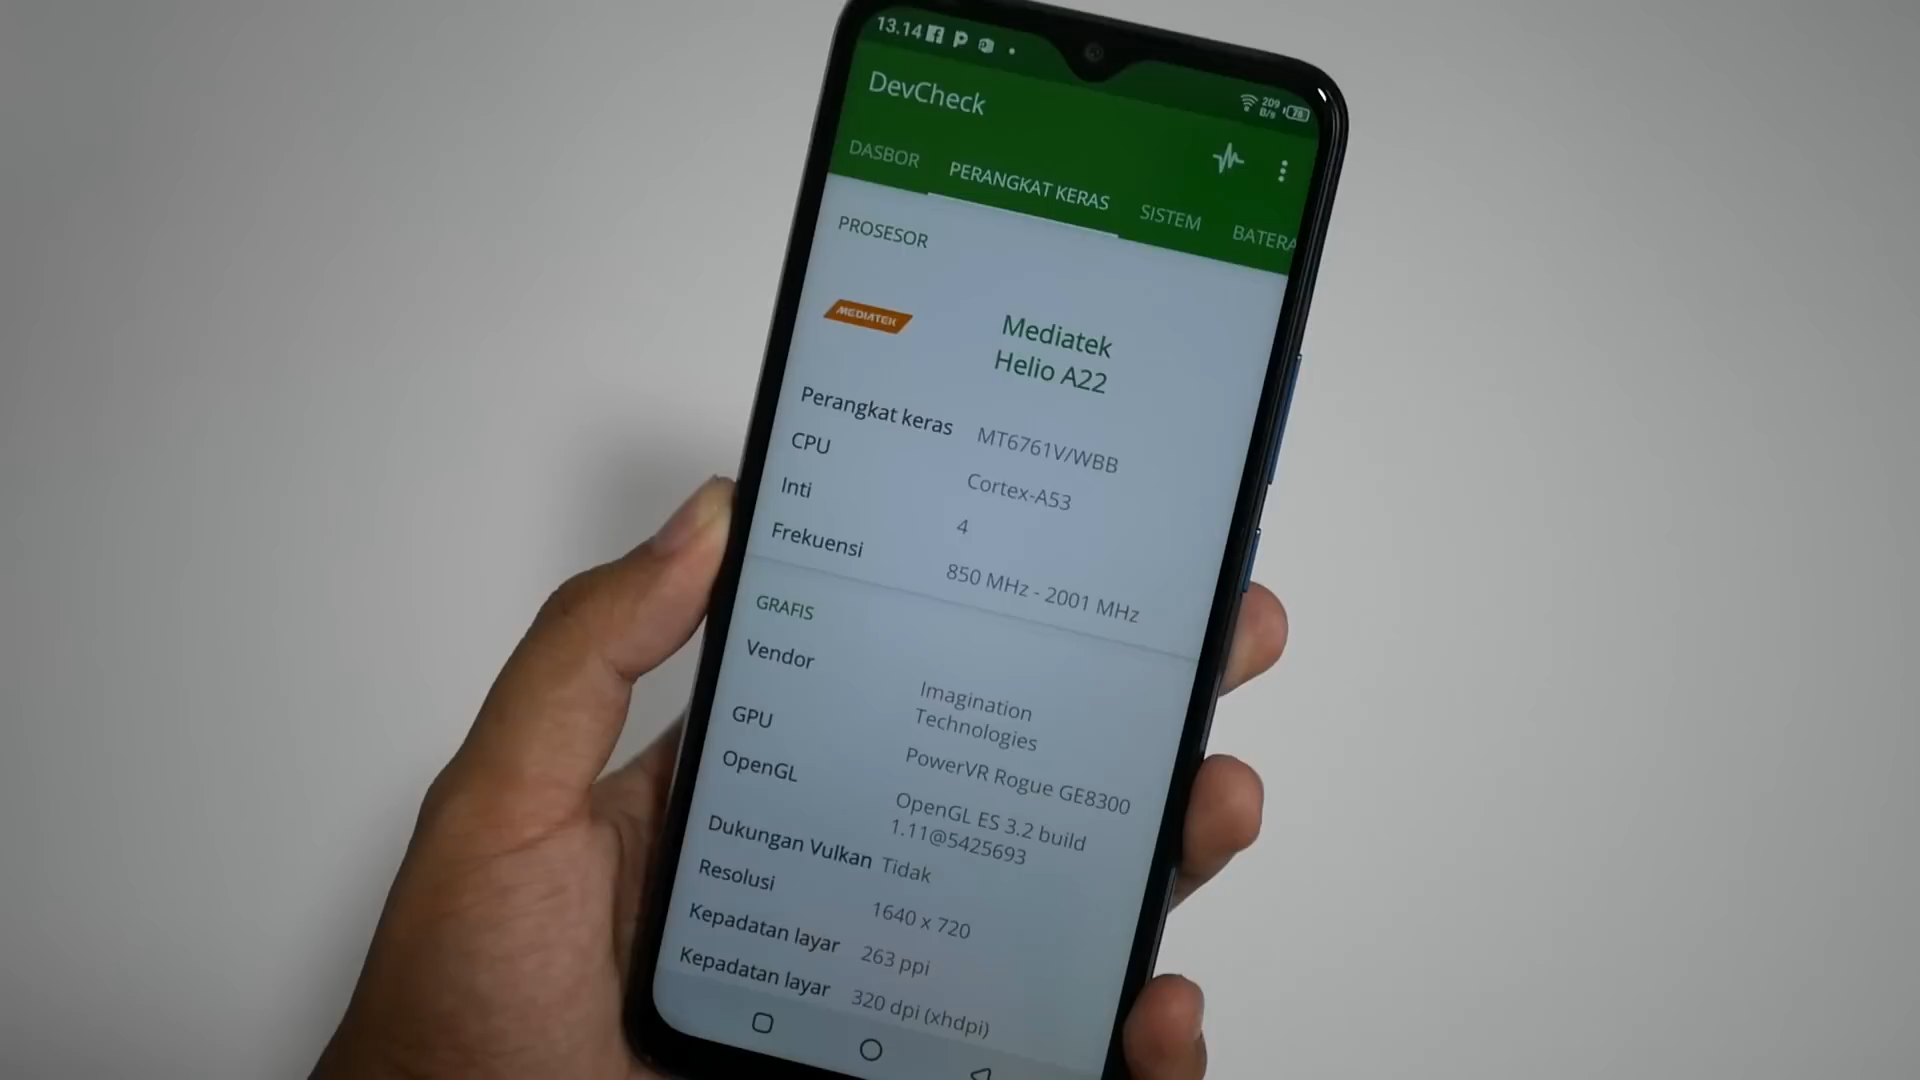 13.14
209
B/s
78
DevCheck
DASBOR PERANGKAT KERAS SISTEM BATERA
PROSESOR
MEDIATEK
Mediatek
Helio A22
Perangkat keras MT6761V/WBB
CPU Cortex-A53
Inti 4
Frekuensi 850 MHz - 2001 MHz
GRAFIS
Vendor Imagination
Technologies
GPU PowerVR Rogue GE8300
OpenGL OpenGL ES 3.2 build
1.11@5425693
Dukungan Vulkan Tidak
Resolusi 1640 x 720
Kepadatan layar 263 ppi
Kepadatan layar 320 dpi (xhdpi)